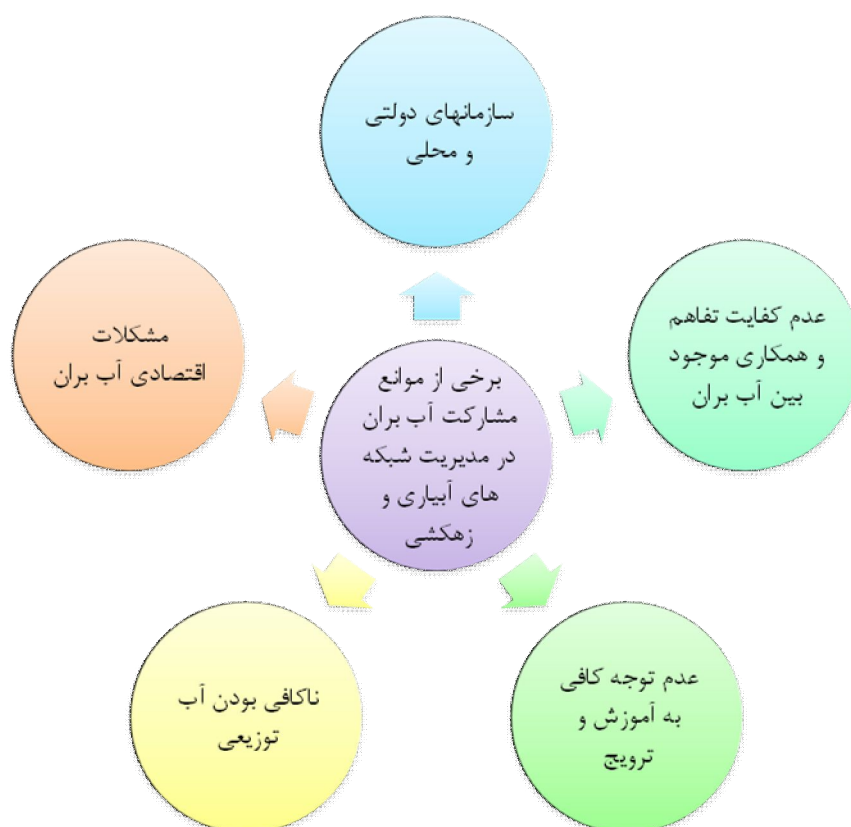 سازمانهای دولتی
و محلی
عدم کفایت تفاهم
و همکاری موجود
بین آب بران
مشکلات
اقتصادی آب بران
برخی از موانع
مشارکت آب بران
در مدیریت شبکه
های آبیاری و
زهکشی
عدم توجه کافی
به آموزش و
ترویج
ناکافی بودن آب
توزیعی